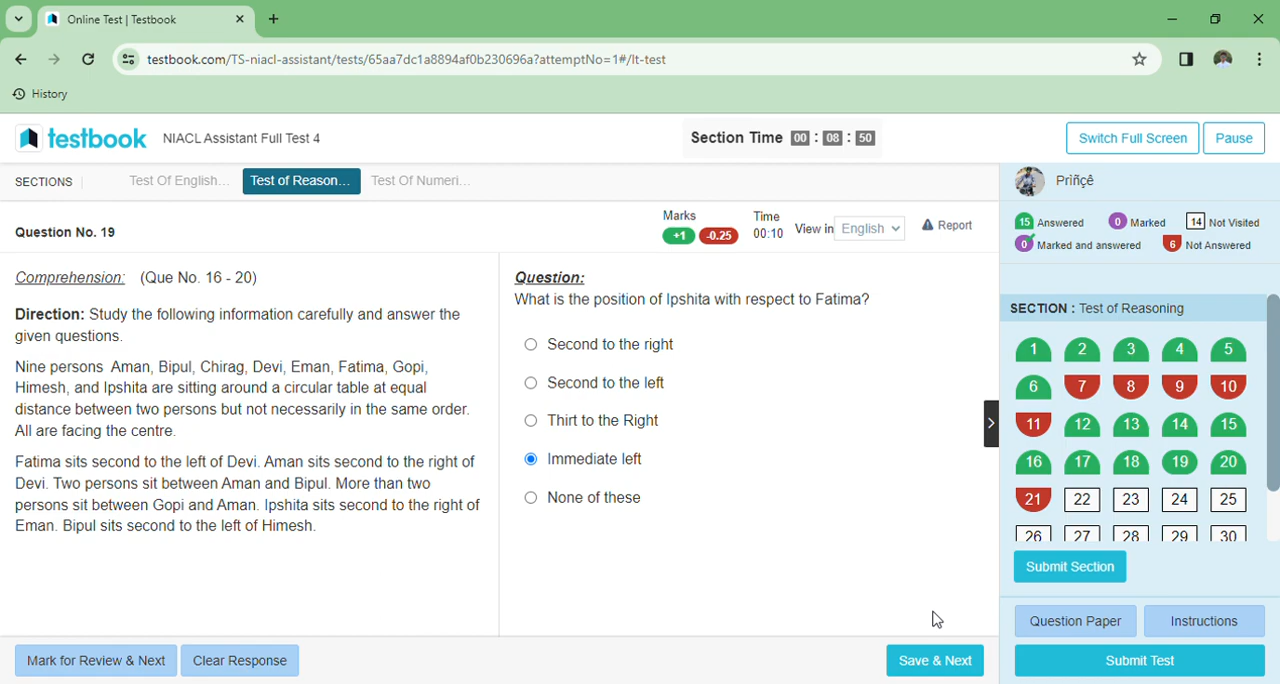 Online Test | Testbook
testbook.com/TS-niacl-assistant/tests/65aa7dc1a8894af0b230696a?attemptNo=1#/lt-test
History
testbook NIACL Assistant Full Test 4 Section Time 00 : 08 : 50 Switch Full Screen Pause
SECTIONS Test Of English... Test of Reason... Test Of Numeri...
Priñçê
Question No. 19
Marks
+1 -0.25
Time
00:10
View in English
Report
15 Answered 0 Marked 14 Not Visited
0 Marked and answered 6 Not Answered
Comprehension: (Que No. 16 - 20)
Direction: Study the following information carefully and answer the
given questions.
Nine persons Aman, Bipul, Chirag, Devi, Eman, Fatima, Gopi,
Himesh, and Ipshita are sitting around a circular table at equal
distance between two persons but not necessarily in the same order.
All are facing the centre.
Fatima sits second to the left of Devi. Aman sits second to the right of
Devi. Two persons sit between Aman and Bipul. More than two
persons sit between Gopi and Aman. Ipshita sits second to the right of
Eman. Bipul sits second to the left of Himesh.
Question:
What is the position of Ipshita with respect to Fatima?
Second to the right
Second to the left
Thirt to the Right
Immediate left
None of these
SECTION : Test of Reasoning
1 2 3 4 5
6 7 8 9 10
11 12 13 14 15
16 17 18 19 20
21 22 23 24 25
26 27 28 29 30
Submit Section
Question Paper Instructions
Mark for Review & Next Clear Response Save & Next Submit Test